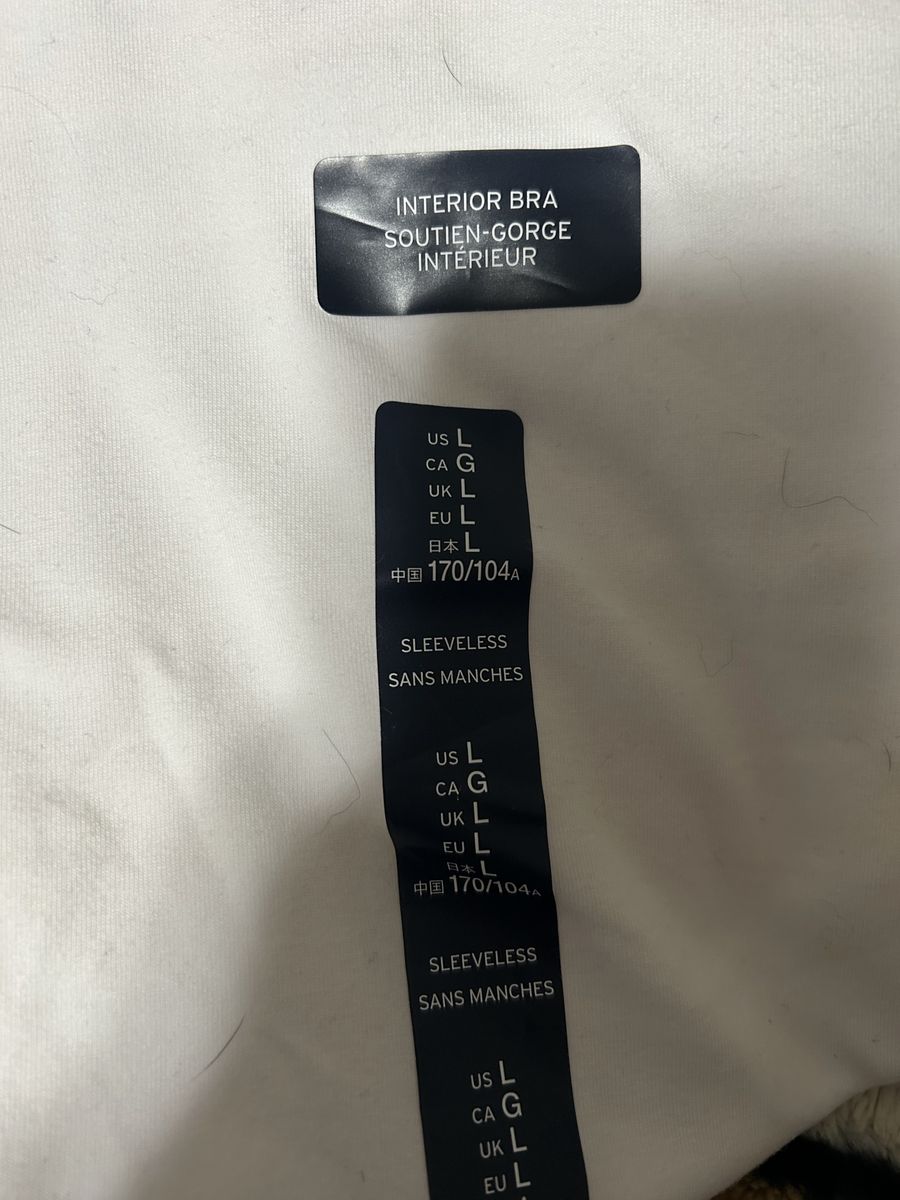 INTERIOR BRA
SOUTIEN-GORGE
INTÉRIEUR
US L
CA G
UK L
EU L
日本 L
中国 170/104A
SLEEVELESS
SANS MANCHES
US L
CA G
UK L
EU L
日本 L
中国 170/104A
SLEEVELESS
SANS MANCHES
US L
CA G
UK L
EU L